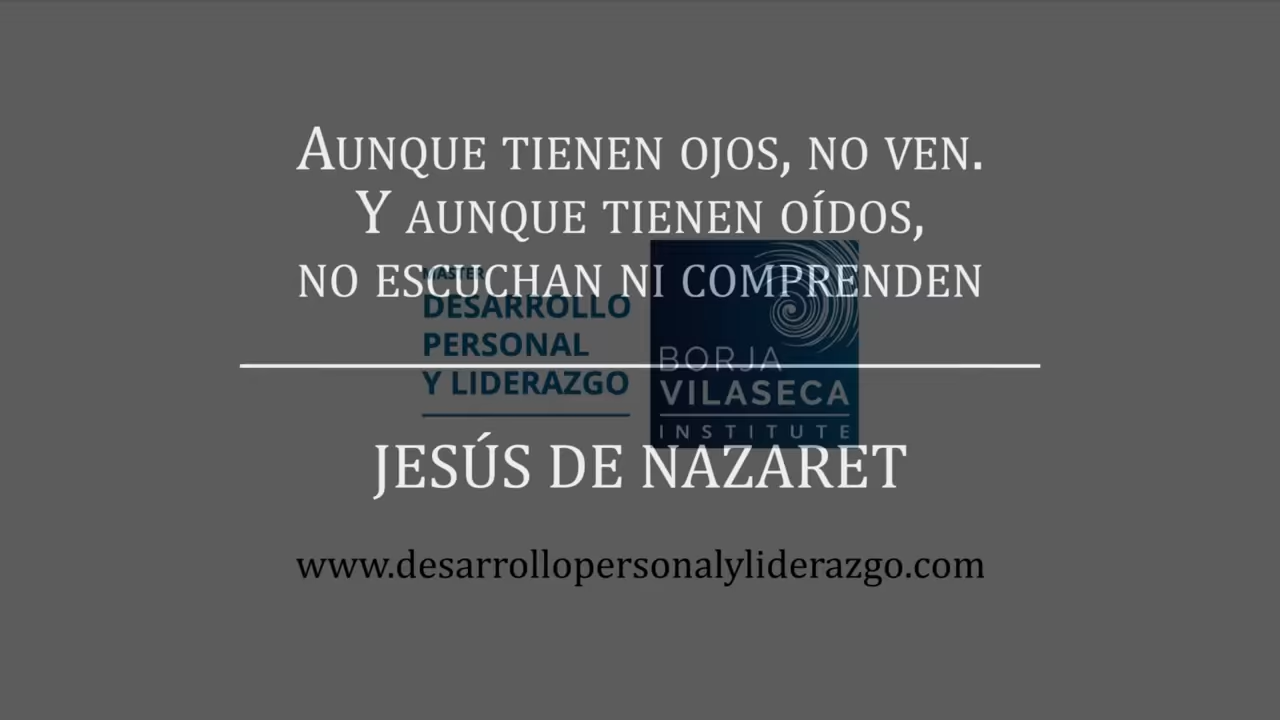 Aunque tienen ojos, no ven.
Y aunque tienen oídos,
no escuchan ni comprenden
MÁSTER
DESARROLLO
PERSONAL
Y LIDERAZGO
BORJA
VILASECA
INSTITUTE
JESÚS DE NAZARET
www.desarrollopersonalyliderazgo.com